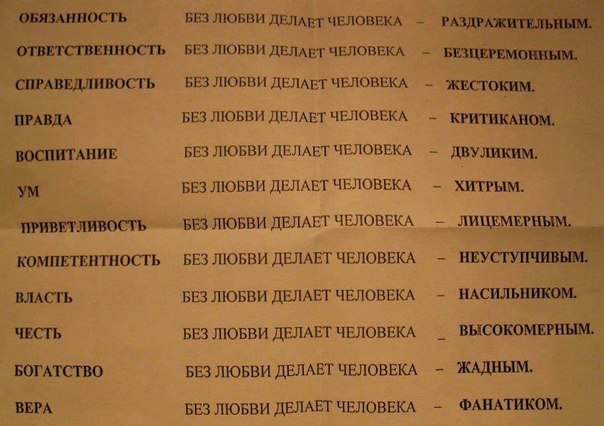 ОБЯЗАННОСТЬ БЕЗ ЛЮБВИ ДЕЛАЕТ ЧЕЛОВЕКА – РАЗДРАЖИТЕЛЬНЫМ.
ОТВЕТСТВЕННОСТЬ БЕЗ ЛЮБВИ ДЕЛАЕТ ЧЕЛОВЕКА – БЕЗЦЕРЕМОННЫМ.
СПРАВЕДЛИВОСТЬ БЕЗ ЛЮБВИ ДЕЛАЕТ ЧЕЛОВЕКА – ЖЕСТОКИМ.
ПРАВДА БЕЗ ЛЮБВИ ДЕЛАЕТ ЧЕЛОВЕКА – КРИТИКАНОМ.
ВОСПИТАНИЕ БЕЗ ЛЮБВИ ДЕЛАЕТ ЧЕЛОВЕКА – ДВУЛИКИМ.
УМ БЕЗ ЛЮБВИ ДЕЛАЕТ ЧЕЛОВЕКА – ХИТРЫМ.
ПРИВЕТЛИВОСТЬ БЕЗ ЛЮБВИ ДЕЛАЕТ ЧЕЛОВЕКА – ЛИЦЕМЕРНЫМ.
КОМПЕТЕНТНОСТЬ БЕЗ ЛЮБВИ ДЕЛАЕТ ЧЕЛОВЕКА – НЕУСТУПЧИВЫМ.
ВЛАСТЬ БЕЗ ЛЮБВИ ДЕЛАЕТ ЧЕЛОВЕКА – НАСИЛЬНИКОМ.
ЧЕСТЬ БЕЗ ЛЮБВИ ДЕЛАЕТ ЧЕЛОВЕКА _ ВЫСОКОМЕРНЫМ.
БОГАТСТВО БЕЗ ЛЮБВИ ДЕЛАЕТ ЧЕЛОВЕКА – ЖАДНЫМ.
ВЕРА БЕЗ ЛЮБВИ ДЕЛАЕТ ЧЕЛОВЕКА – ФАНАТИКОМ.